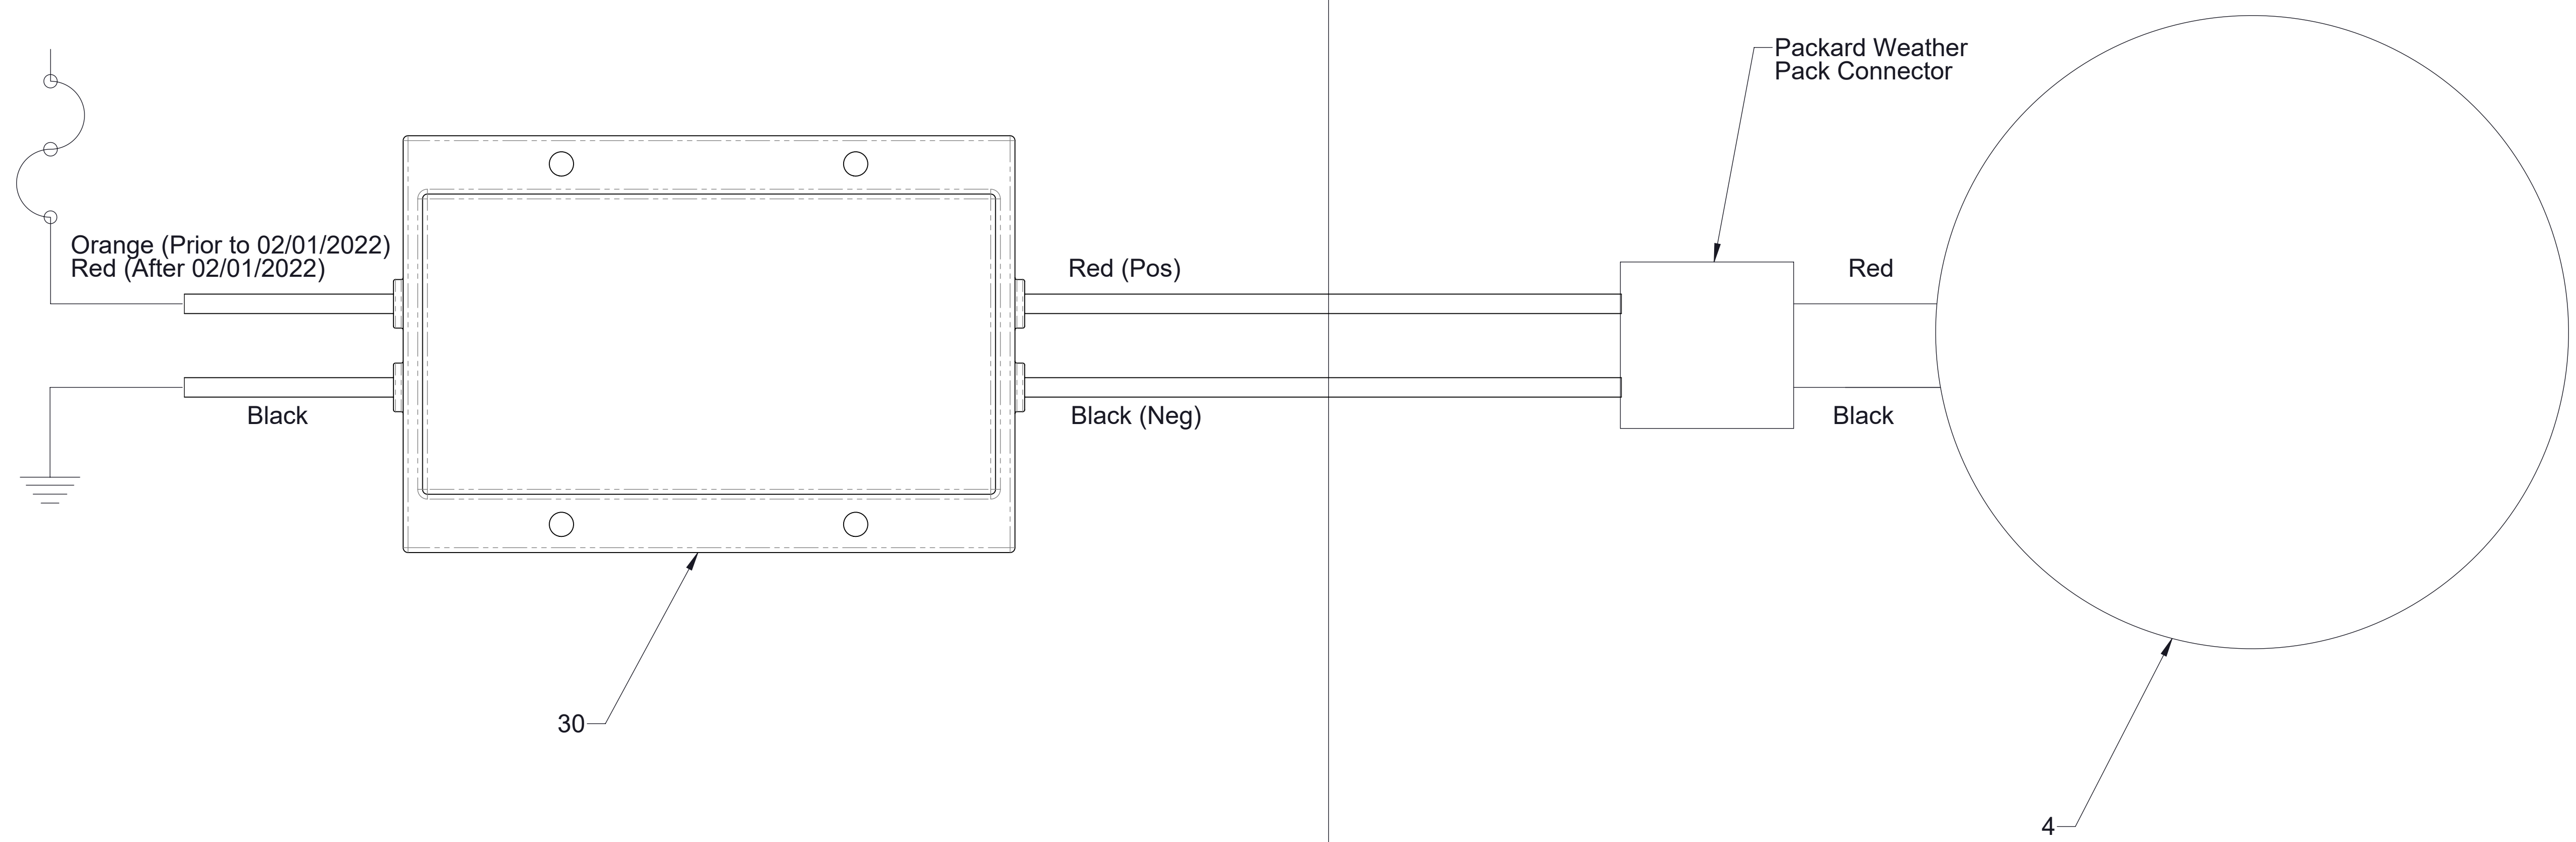 Packard Weather
Pack Connector
Orange (Prior to 02/01/2022)
Red (After 02/01/2022)
Red (Pos)
Red
Black
Black (Neg)
Black
30
4